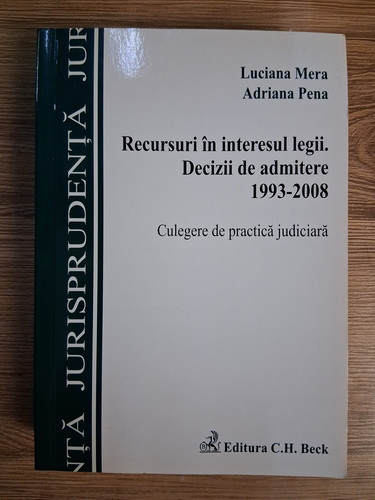 Luciana Mera
Adriana Pena
Recursuri în interesul legii.
Decizii de admitere
1993-2008
Culegere de practică judiciară
Editura C.H. Beck
NȚĂ JURISPRUDENȚĂ JUR